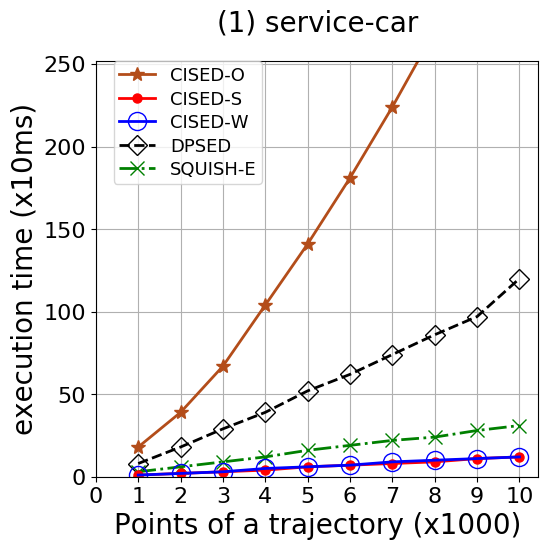 (1) service-car
250
200
150
100
50
0
execution time (x10ms)
CISED-O
CISED-S
CISED-W
DPSED
SQUISH-E
0 1 2 3 4 5 6 7 8 9 10
Points of a trajectory (x1000)